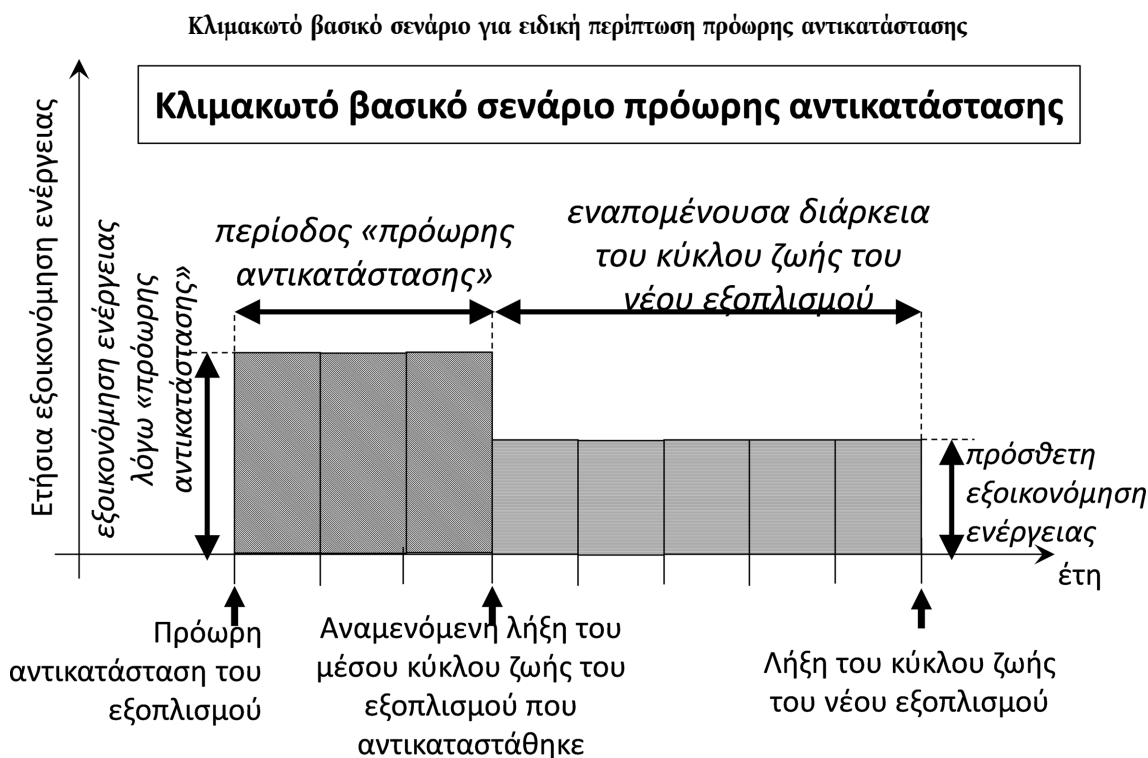 Κλιμακωτό βασικό σενάριο για ειδική περίπτωση πρόωρης αντικατάστασης
Κλιμακωτό βασικό σενάριο πρόωρης αντικατάστασης
Ετήσια εξοικονόμηση ενέργειας
εξοικονόμηση ενέργειας
λόγω «πρόωρης
αντικατάστασης»
περίοδος «πρόωρης
αντικατάστασης»
εναπομένουσα διάρκεια
του κύκλου ζωής του
νέου εξοπλισμού
πρόσθετη
εξοικονόμηση
ενέργειας
έτη
Πρόωρη
αντικατάσταση του
εξοπλισμού
Αναμενόμενη λήξη του
μέσου κύκλου ζωής του
εξοπλισμού που
αντικαταστάθηκε
Λήξη του κύκλου ζωής
του νέου εξοπλισμού